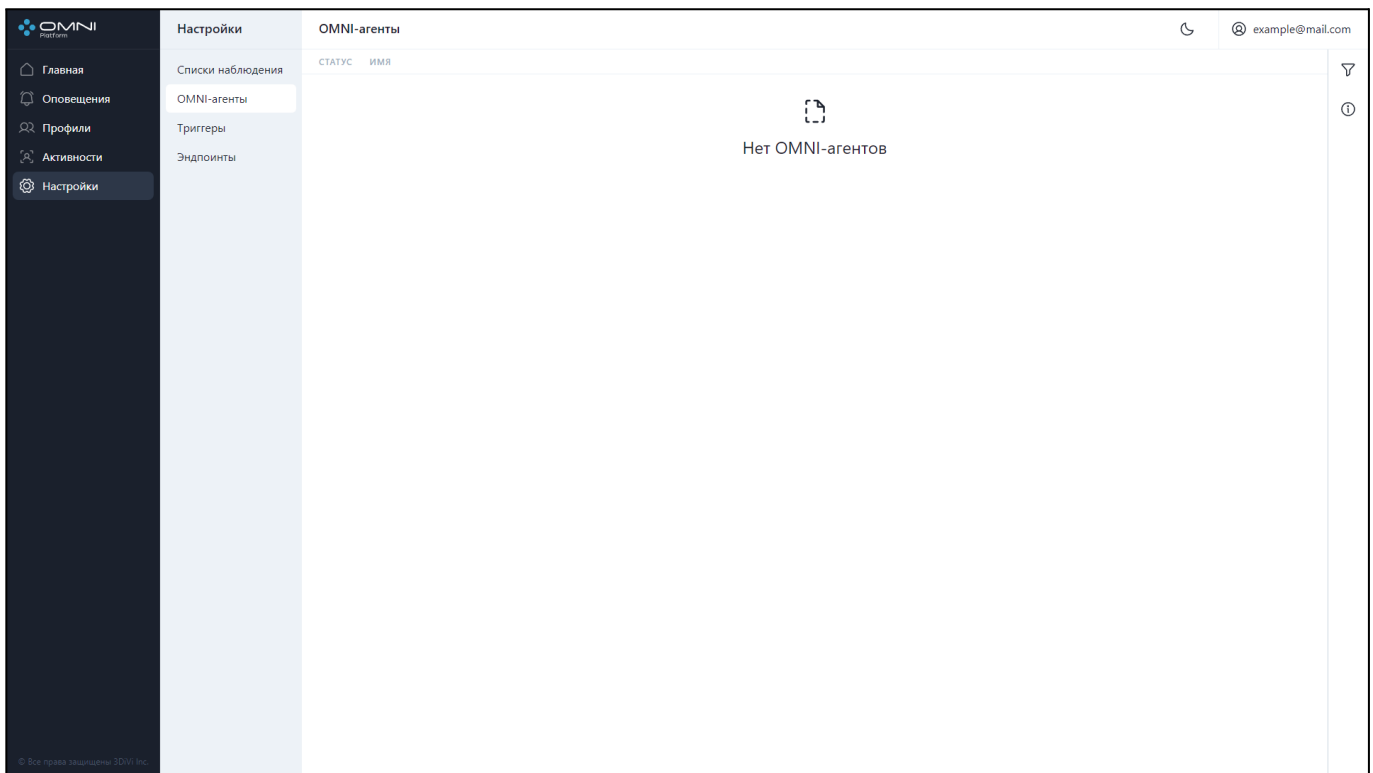 OMNI
Platform
Главная
Оповещения
Профили
Активности
Настройки
© Все права защищены 3DiVi Inc.
Настройки
Списки наблюдения
OMNI-агенты
Триггеры
Эндпоинты
OMNI-агенты
example@mail.com
СТАТУС ИМЯ
Нет OMNI-агентов